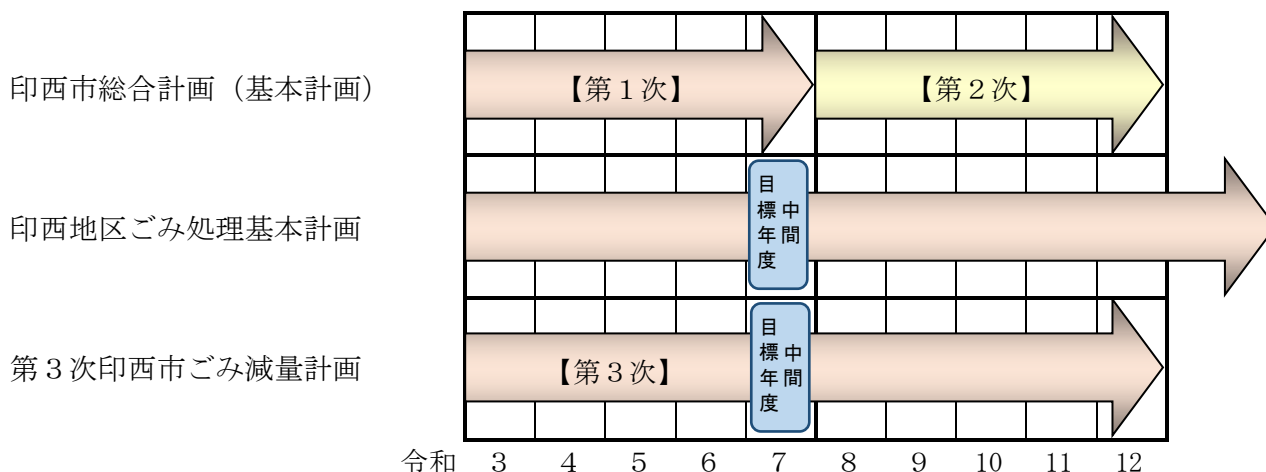 印西市総合計画（基本計画）
【第１次】
【第２次】
印西地区ごみ処理基本計画
中間
目標年度
第３次印西市ごみ減量計画
【第３次】
中間
目標年度
令和 3 4 5 6 7 8 9 10 11 12